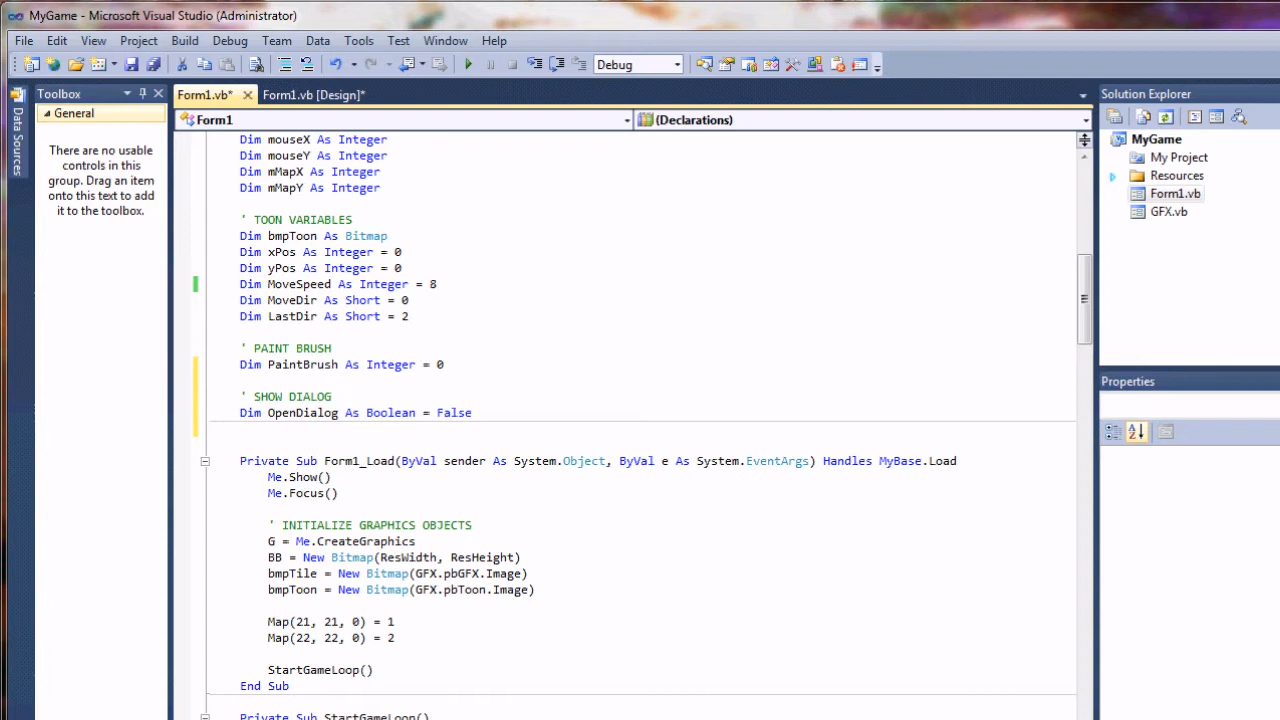 MyGame - Microsoft Visual Studio (Administrator)
File Edit View Project Build Debug Team Data Tools Test Window Help
Debug
Data Sources
Toolbox
General
There are no usable
controls in this
group. Drag an item
onto this text to add
it to the toolbox.
Form1.vb* Form1.vb [Design]*
Form1 (Declarations)
Dim mouseX As Integer
Dim mouseY As Integer
Dim mMapX As Integer
Dim mMapY As Integer
' TOON VARIABLES
Dim bmpToon As Bitmap
Dim xPos As Integer = 0
Dim yPos As Integer = 0
Dim MoveSpeed As Integer = 8
Dim MoveDir As Short = 0
Dim LastDir As Short = 2
' PAINT BRUSH
Dim PaintBrush As Integer = 0
' SHOW DIALOG
Dim OpenDialog As Boolean = False
Private Sub Form1_Load(ByVal sender As System.Object, ByVal e As System.EventArgs) Handles MyBase.Load
Me.Show()
Me.Focus()
' INITIALIZE GRAPHICS OBJECTS
G = Me.CreateGraphics
BB = New Bitmap(ResWidth, ResHeight)
bmpTile = New Bitmap(GFX.pbGFX.Image)
bmpToon = New Bitmap(GFX.pbToon.Image)
Map(21, 21, 0) = 1
Map(22, 22, 0) = 2
StartGameLoop()
End Sub
Private Sub StartGameLoop()
Solution Explorer
MyGame
My Project
Resources
Form1.vb
GFX.vb
Properties